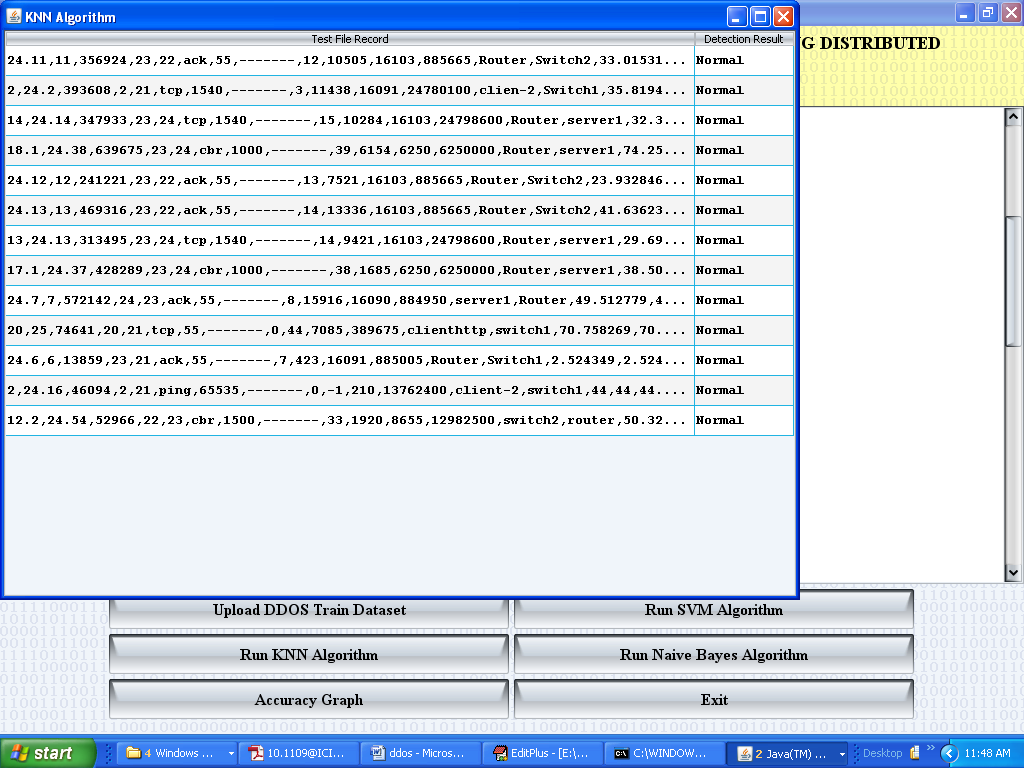 KNN Algorithm
G DISTRIBUTED
Test File Record Detection Result
24.11,11,356924,23,22,ack,55,-------,12,10505,16103,885665,Router,Switch2,33.01531... Normal
2,24.2,393608,2,21,tcp,1540,-------,3,11438,16091,24780100,clien-2,Switch1,35.8194... Normal
14,24.14,347933,23,24,tcp,1540,-------,15,10284,16103,24798600,Router,server1,32.3... Normal
18.1,24.38,639675,23,24,cbr,1000,-------,39,6154,6250,6250000,Router,server1,74.25... Normal
24.12,12,241221,23,22,ack,55,-------,13,7521,16103,885665,Router,Switch2,23.932846... Normal
24.13,13,469316,23,22,ack,55,-------,14,13336,16103,885665,Router,Switch2,41.63623... Normal
13,24.13,313495,23,24,tcp,1540,-------,14,9421,16103,24798600,Router,server1,29.69... Normal
17.1,24.37,428289,23,24,cbr,1000,-------,38,1685,6250,6250000,Router,server1,38.50... Normal
24.7,7,572142,24,23,ack,55,-------,8,15916,16090,884950,server1,Router,49.512779,4... Normal
20,25,74641,20,21,tcp,55,-------,0,44,7085,389675,clienthttp,switch1,70.758269,70.... Normal
24.6,6,13859,23,21,ack,55,-------,7,423,16091,885005,Router,Switch1,2.524349,2.524... Normal
2,24.16,46094,2,21,ping,65535,-------,0,-1,210,13762400,client-2,switch1,44,44,44.... Normal
12.2,24.54,52966,22,23,cbr,1500,-------,33,1920,8655,12982500,switch2,router,50.32... Normal
Upload DDOS Train Dataset Run SVM Algorithm
Run KNN Algorithm Run Naive Bayes Algorithm
Accuracy Graph Exit
start 4 Windows ... 10.1109@ICI... ddos - Micros... EditPlus - [E:\... C:\WINDOW... 2 Java(TM) ... Desktop 11:48 AM